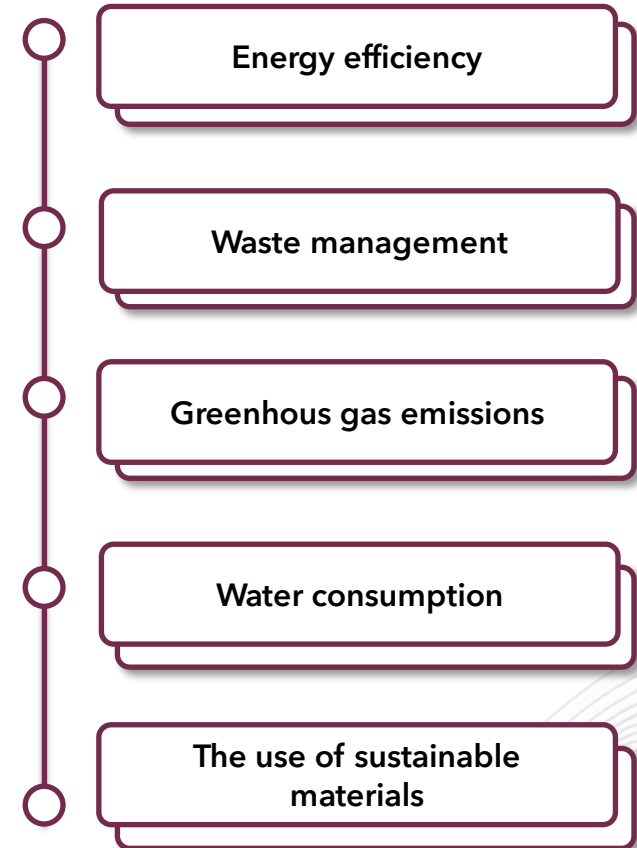 Energy efficiency
Waste management
Greenhous gas emissions
Water consumption
The use of sustainable
materials